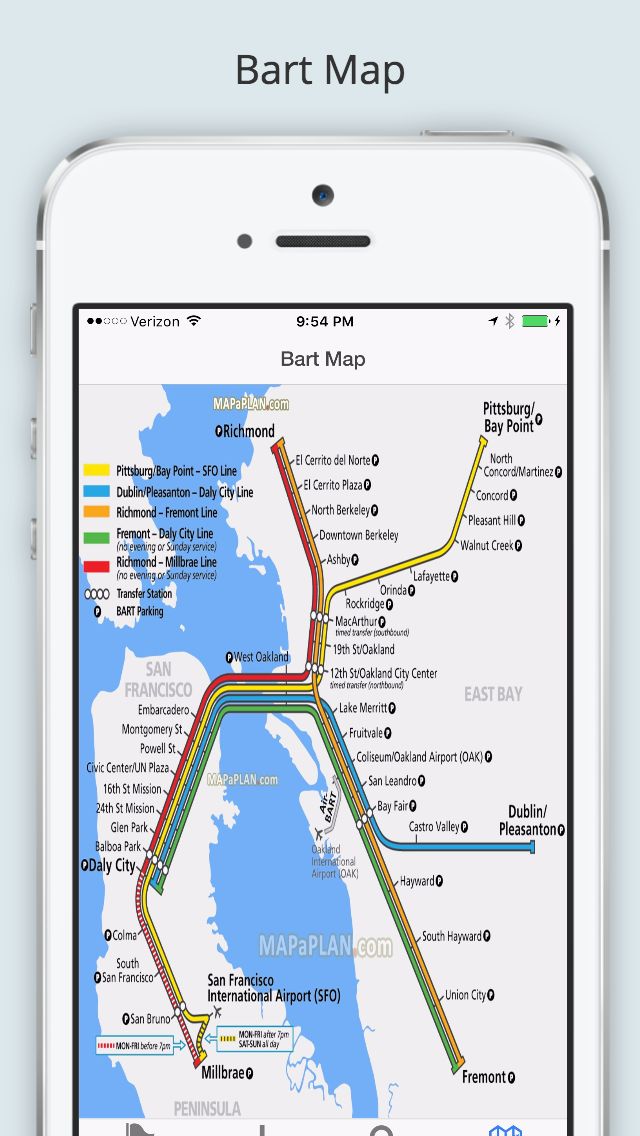 Bart Map
Verizon
9:54 PM
Bart Map
MAPaPLAN.com
Richmond P
Pittsburg/
Bay Point P
El Cerrito del Norte P
El Cerrito Plaza P
North Berkeley P
Downtown Berkeley
Ashby P
North
Concord/Martinez P
Concord P
Pleasant Hill P
Walnut Creek P
Lafayette P
Orinda P
Rockridge P
Pittsburg/Bay Point – SFO Line
Dublin/Pleasanton – Daly City Line
Richmond – Fremont Line
Fremont – Daly City Line
(no evening or Sunday service)
Richmond – Millbrae Line
(no evening or Sunday service)
Transfer Station
P BART Parking
MacArthur P
timed transfer (southbound)
19th St/Oakland
12th St/Oakland City Center
timed transfer (northbound)
P West Oakland
SAN
FRANCISCO
EAST BAY
Embarcadero
Montgomery St
Powell St
Civic Center/UN Plaza
16th St Mission
24th St Mission
Glen Park
Balboa Park
P Daly City
Lake Merritt P
Fruitvale P
Coliseum/Oakland Airport (OAK) P
San Leandro P
Bay Fair P
MAPaPLAN.com
Air-
BART
Oakland
International
Airport (OAK)
Castro Valley P
Dublin/
Pleasanton P
Hayward P
South Hayward P
Union City P
Fremont P
MAPaPLAN.com
P Colma
South
P San Francisco
San Francisco
International Airport (SFO)
P San Bruno
MON-FRI before 7pm
MON-FRI after 7pm
SAT-SUN all day
Millbrae P
PENINSULA